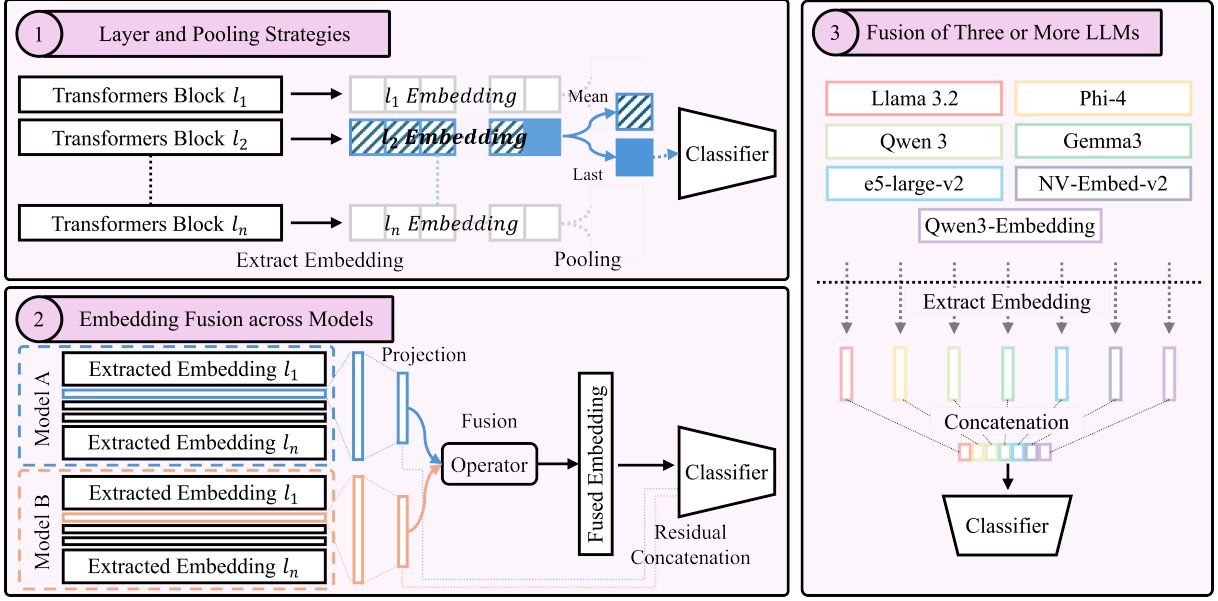 1 Layer and Pooling Strategies
Transformers Block l₁
l₁ Embedding
Mean
Transformers Block l₂
l₂ Embedding
Classifier
Last
Transformers Block lₙ
lₙ Embedding
Extract Embedding
Pooling
2 Embedding Fusion across Models
Model A
Extracted Embedding l₁
Extracted Embedding lₙ
Projection
Model B
Extracted Embedding l₁
Extracted Embedding lₙ
Fusion
Operator
Fused Embedding
Classifier
Residual
Concatenation
3 Fusion of Three or More LLMs
Llama 3.2
Phi-4
Qwen 3
Gemma3
e5-large-v2
NV-Embed-v2
Qwen3-Embedding
Extract Embedding
Concatenation
Classifier